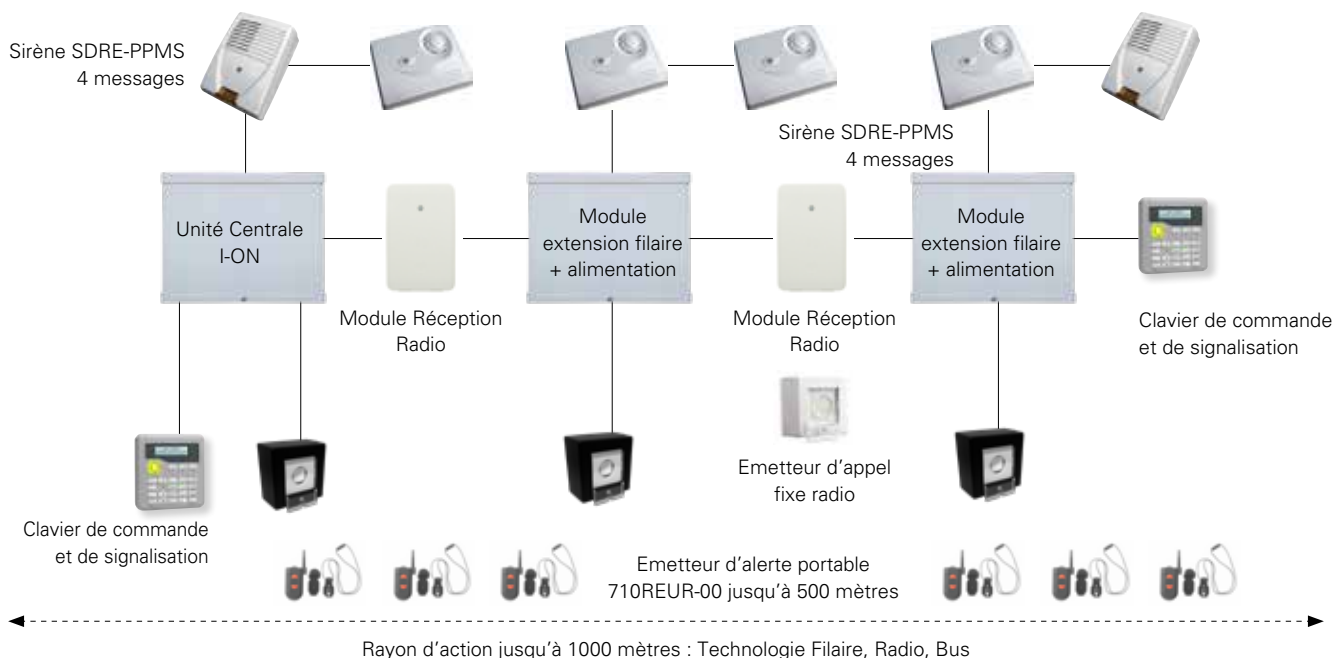 Sirène SDRE-PPMS
4 messages
Sirène SDRE-PPMS
4 messages
Unité Centrale
I-ON
Module
extension filaire
+ alimentation
Module
extension filaire
+ alimentation
Module Réception
Radio
Module Réception
Radio
Clavier de commande
et de signalisation
Emetteur d'appel
fixe radio
Clavier de commande
et de signalisation
Emetteur d'alerte portable
710REUR-00 jusqu'à 500 mètres
Rayon d'action jusqu'à 1000 mètres : Technologie Filaire, Radio, Bus